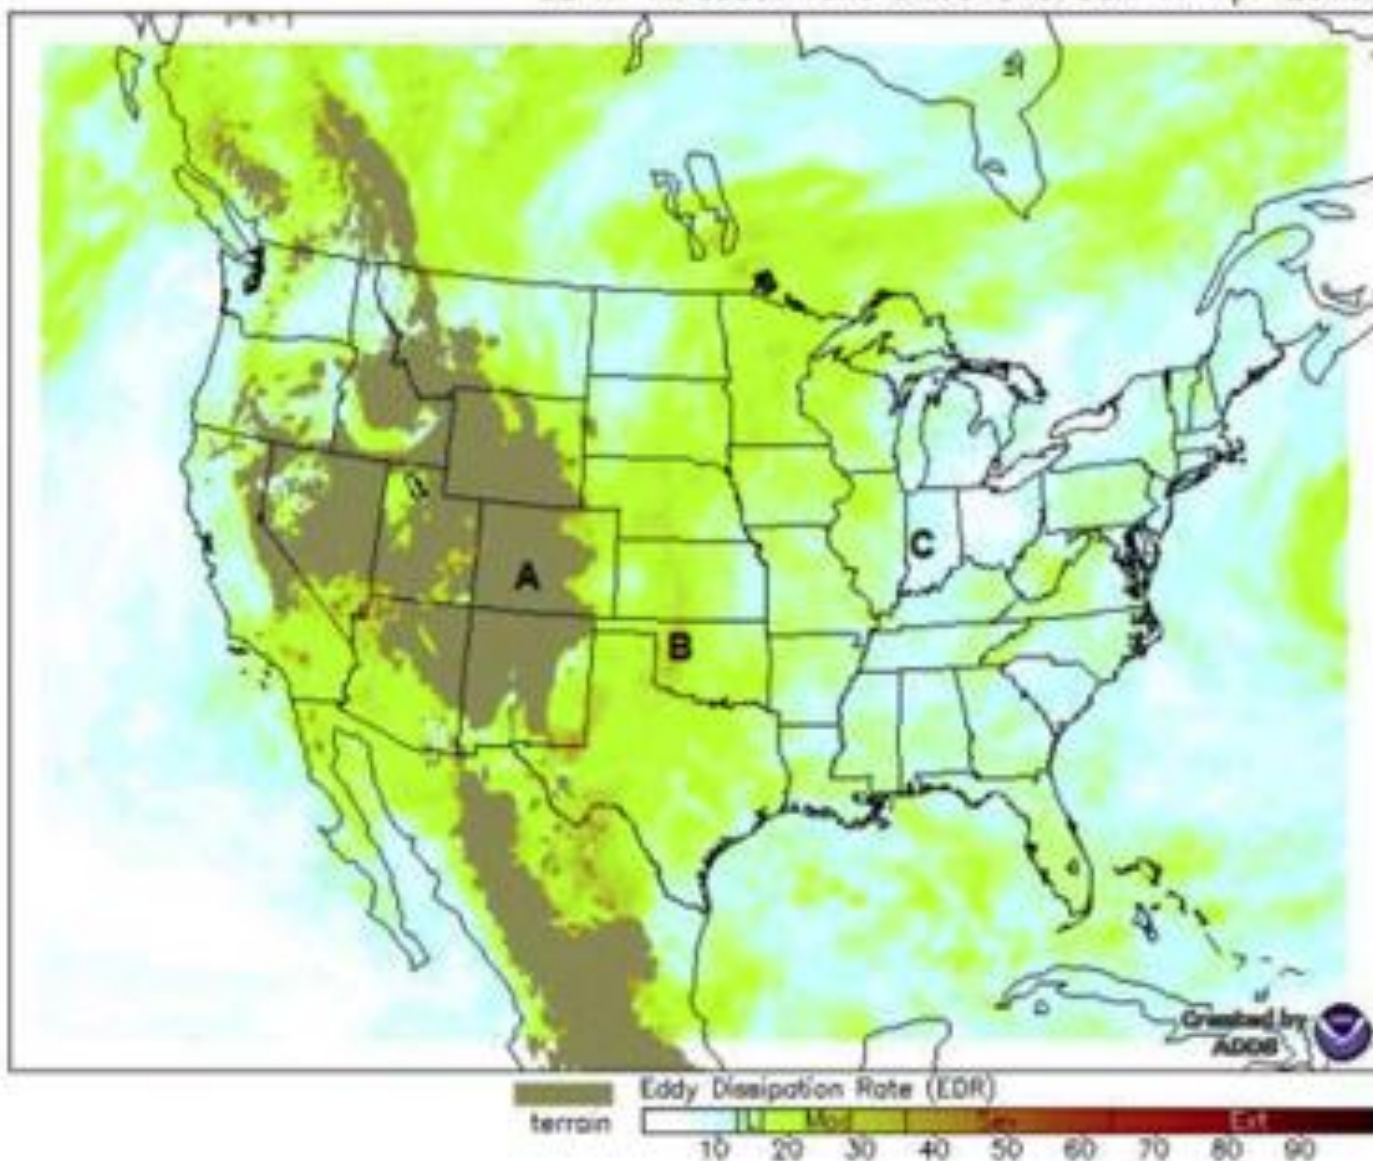 A
B
C
Created by
ADDS
Eddy Dissipation Rate (EDR)
terrain
L Mod Sev Ext
10 20 30 40 50 60 70 80 90